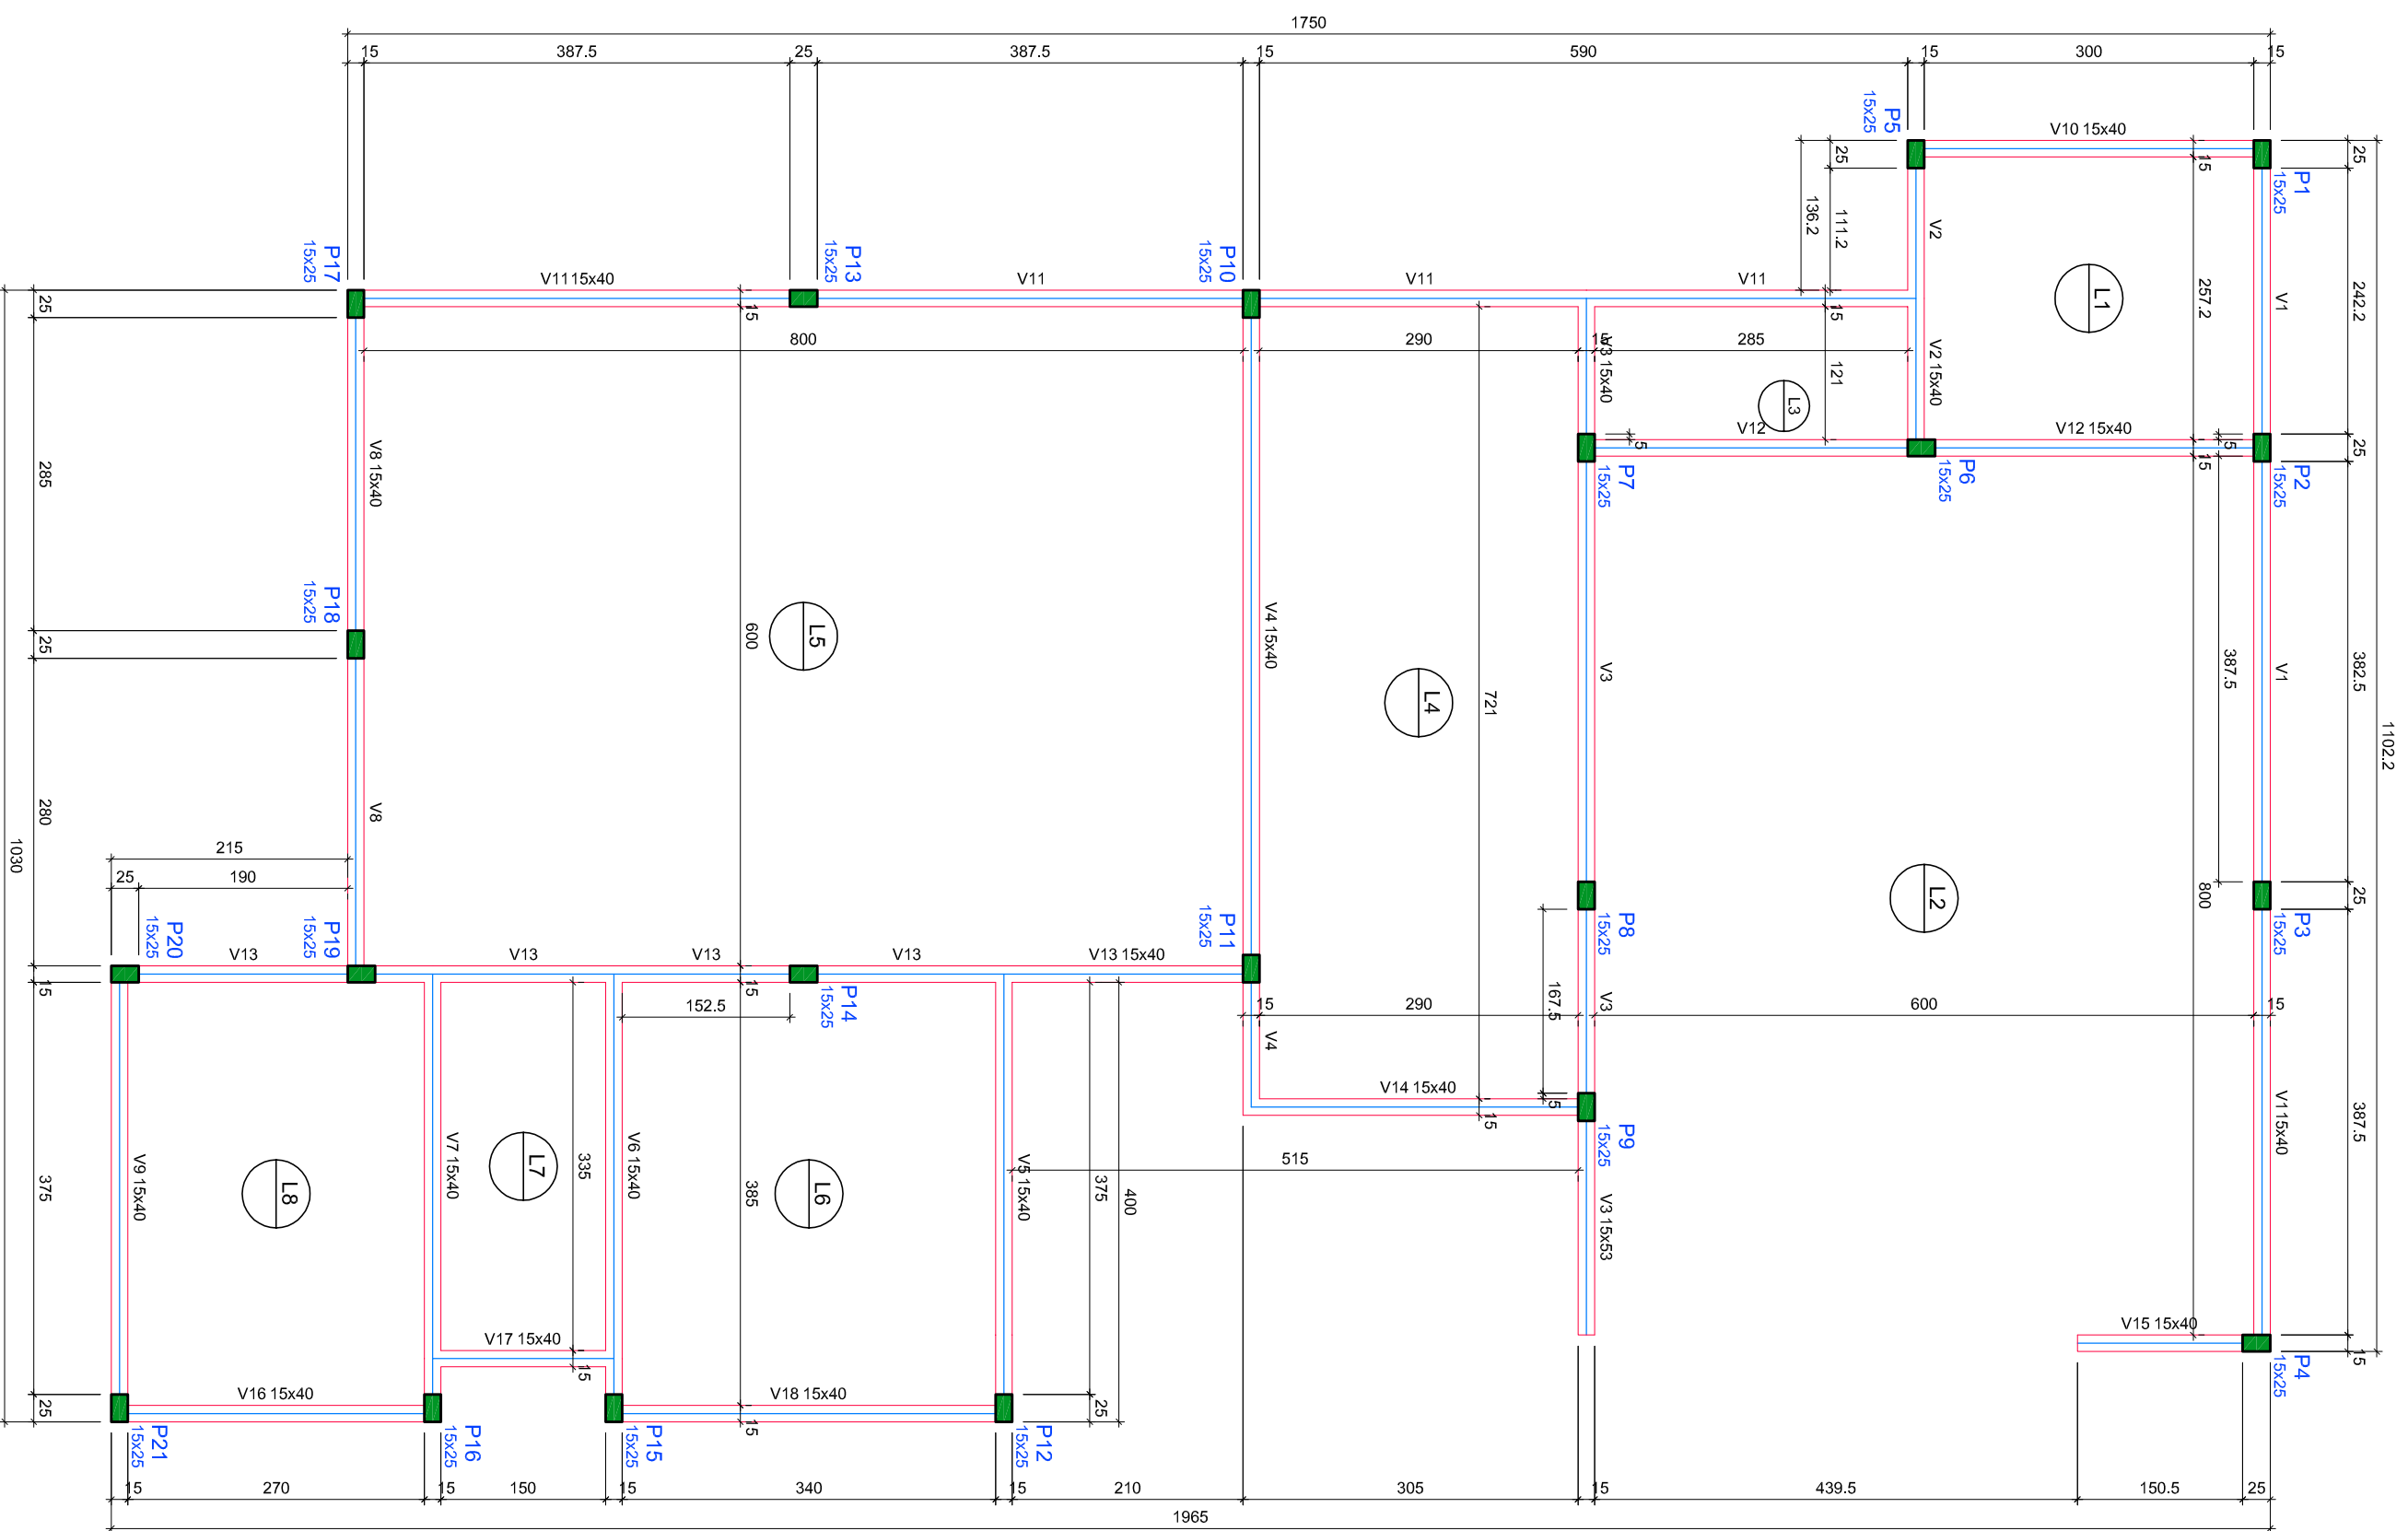 1750
15
387.5
25
387.5
15
590
15
300
15
P5
15x25
V10 15x40
25
15
25
P1
15x25
136.2
111.2
V2
257.2
242.2
V1
L1
P17
15x25
V11 15x40
P13
15x25
V11
P10
15x25
V11
V11
25
15
15
800
290
15
285
V3 15x40
121
V2 15x40
L3
V12
V12 15x40
5
5
25
15
V8 15x40
285
P7
15x25
P6
15x25
P2
15x25
P18
15x25
25
600
L5
V4 15x40
L4
721
V3
387.5
382.5
V1
1102.2
280
V8
1030
215
25
190
L2
800
25
P20
15x25
P19
15x25
P11
15x25
P8
15x25
P3
15x25
V13
V13
V13
V13
V13 15x40
15
15
152.5
P14
15x25
15
290
167.5
V3
600
15
V4
V14 15x40
5
15
V1 15x40
387.5
P9
15x25
515
V9 15x40
375
L8
V7 15x40
L7
335
V6 15x40
385
L6
V5 15x40
375
400
V3 15x53
V17 15x40
15
V15 15x40
15
P4
15x25
V16 15x40
V18 15x40
25
15
25
P21
15x25
P16
15x25
P15
15x25
P12
15x25
15
270
15
150
15
340
15
210
305
15
439.5
150.5
25
1965